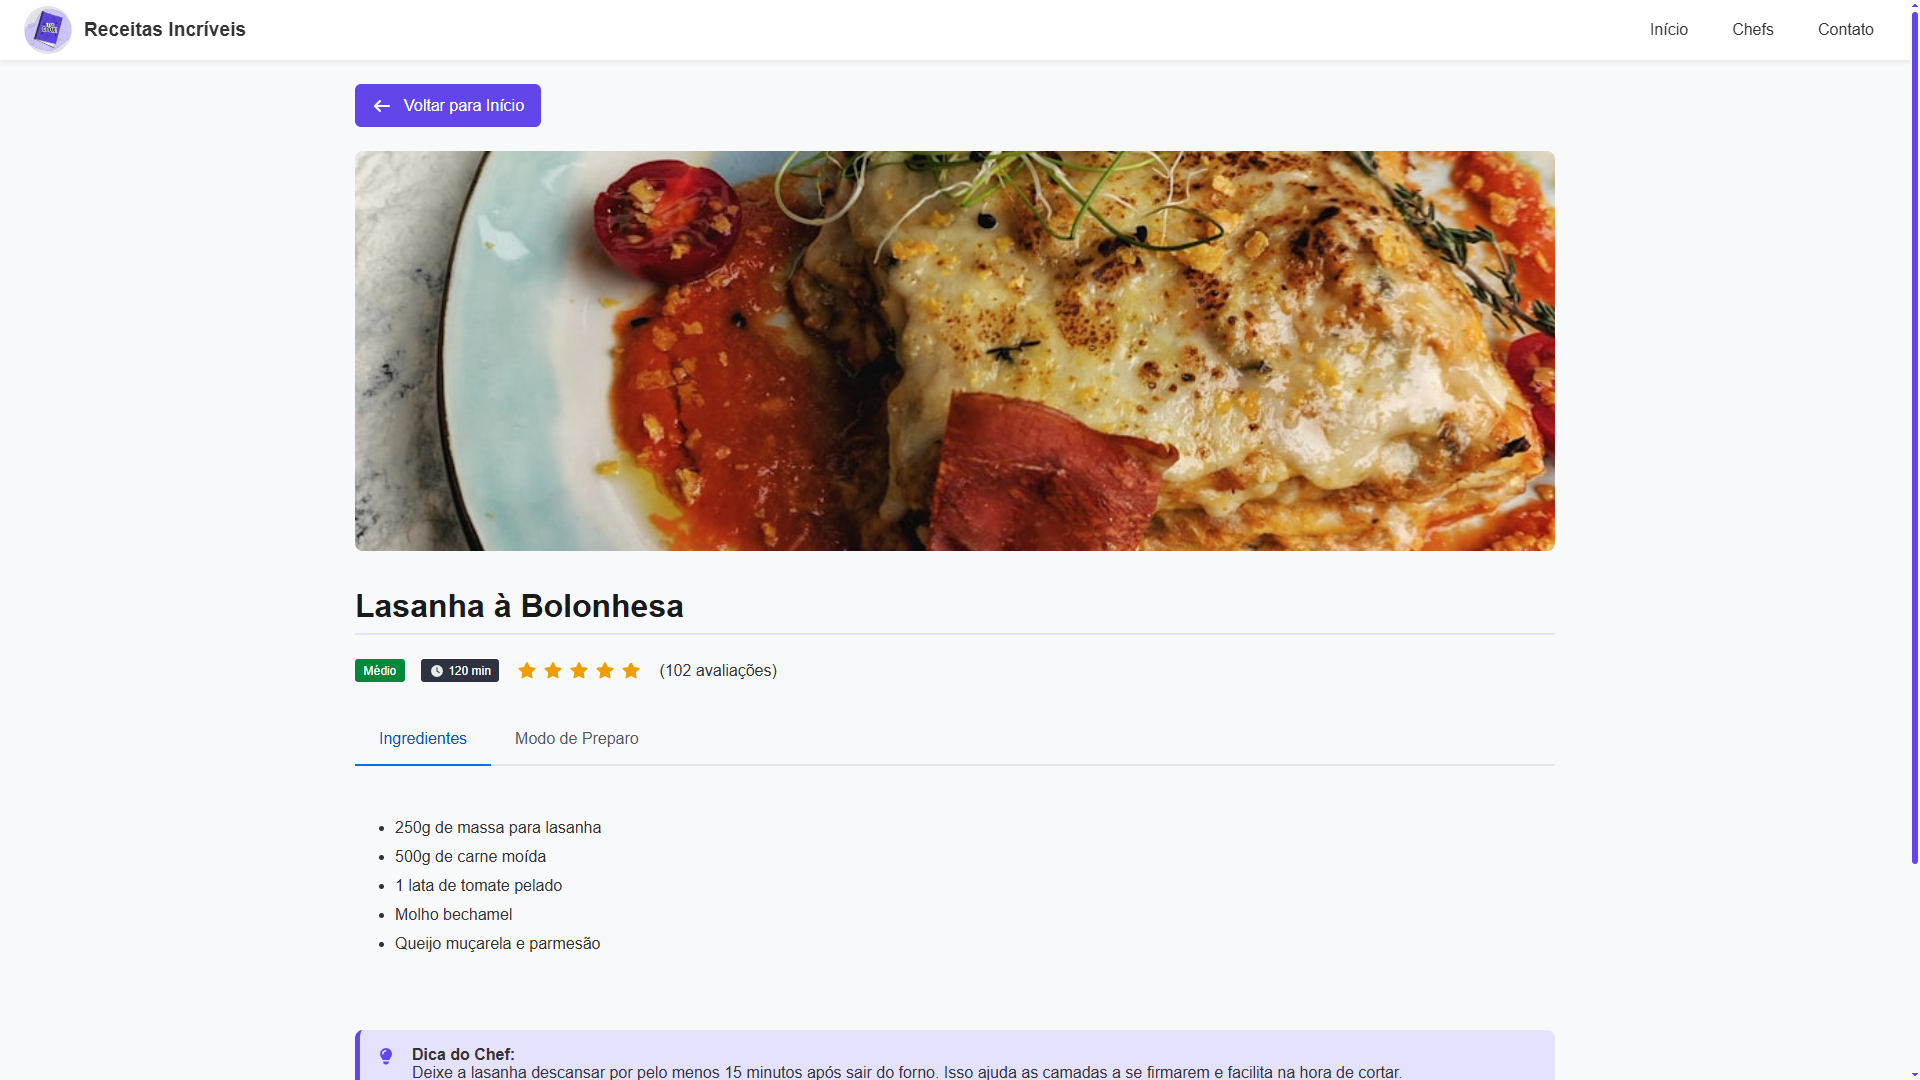 Receitas Incríveis
Início
Chefs
Contato
Voltar para Início
Lasanha à Bolonhesa
Médio
120 min
(102 avaliações)
Ingredientes
Modo de Preparo
250g de massa para lasanha
500g de carne moída
1 lata de tomate pelado
Molho bechamel
Queijo muçarela e parmesão
Dica do Chef:
Deixe a lasanha descansar por pelo menos 15 minutos após sair do forno. Isso ajuda as camadas a se firmarem e facilita na hora de cortar.